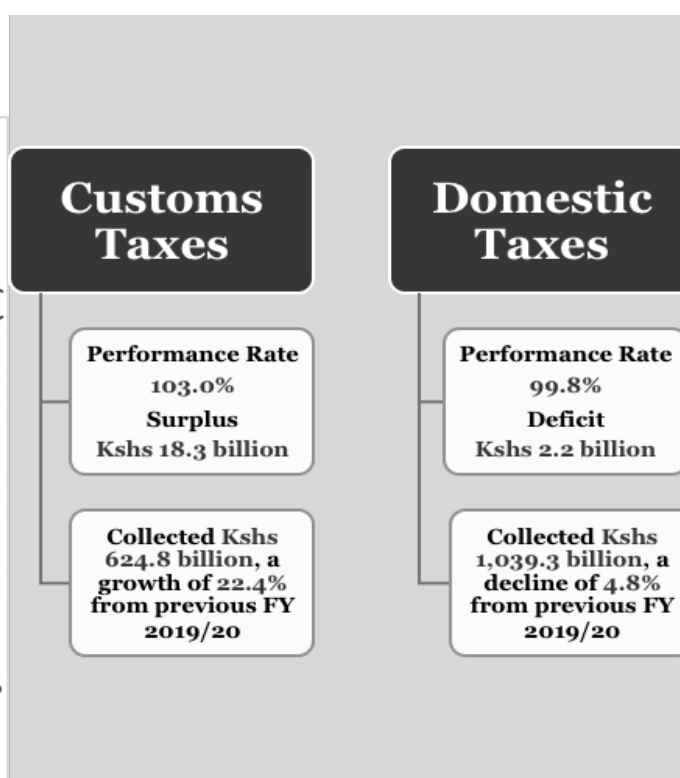 Customs
Taxes
Performance Rate
103.0%
Surplus
Kshs 18.3 billion
Collected Kshs
624.8 billion, a
growth of 22.4%
from previous FY
2019/20
Domestic
Taxes
Performance Rate
99.8%
Deficit
Kshs 2.2 billion
Collected Kshs
1,039.3 billion, a
decline of 4.8%
from previous FY
2019/20